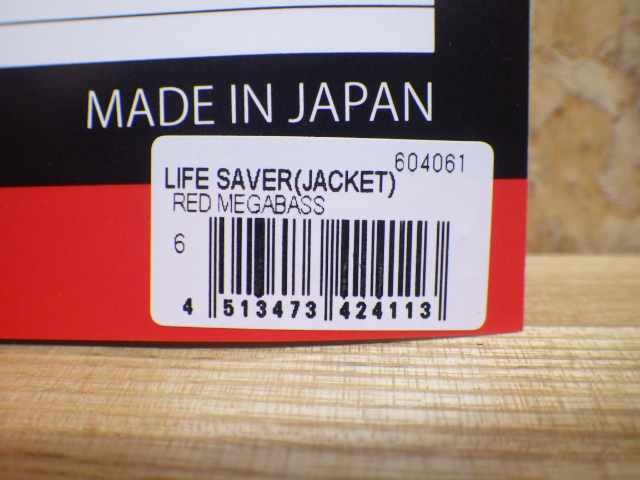 MADE IN JAPAN
604061
LIFE SAVER(JACKET)
RED MEGABASS
6
4 513473 424113